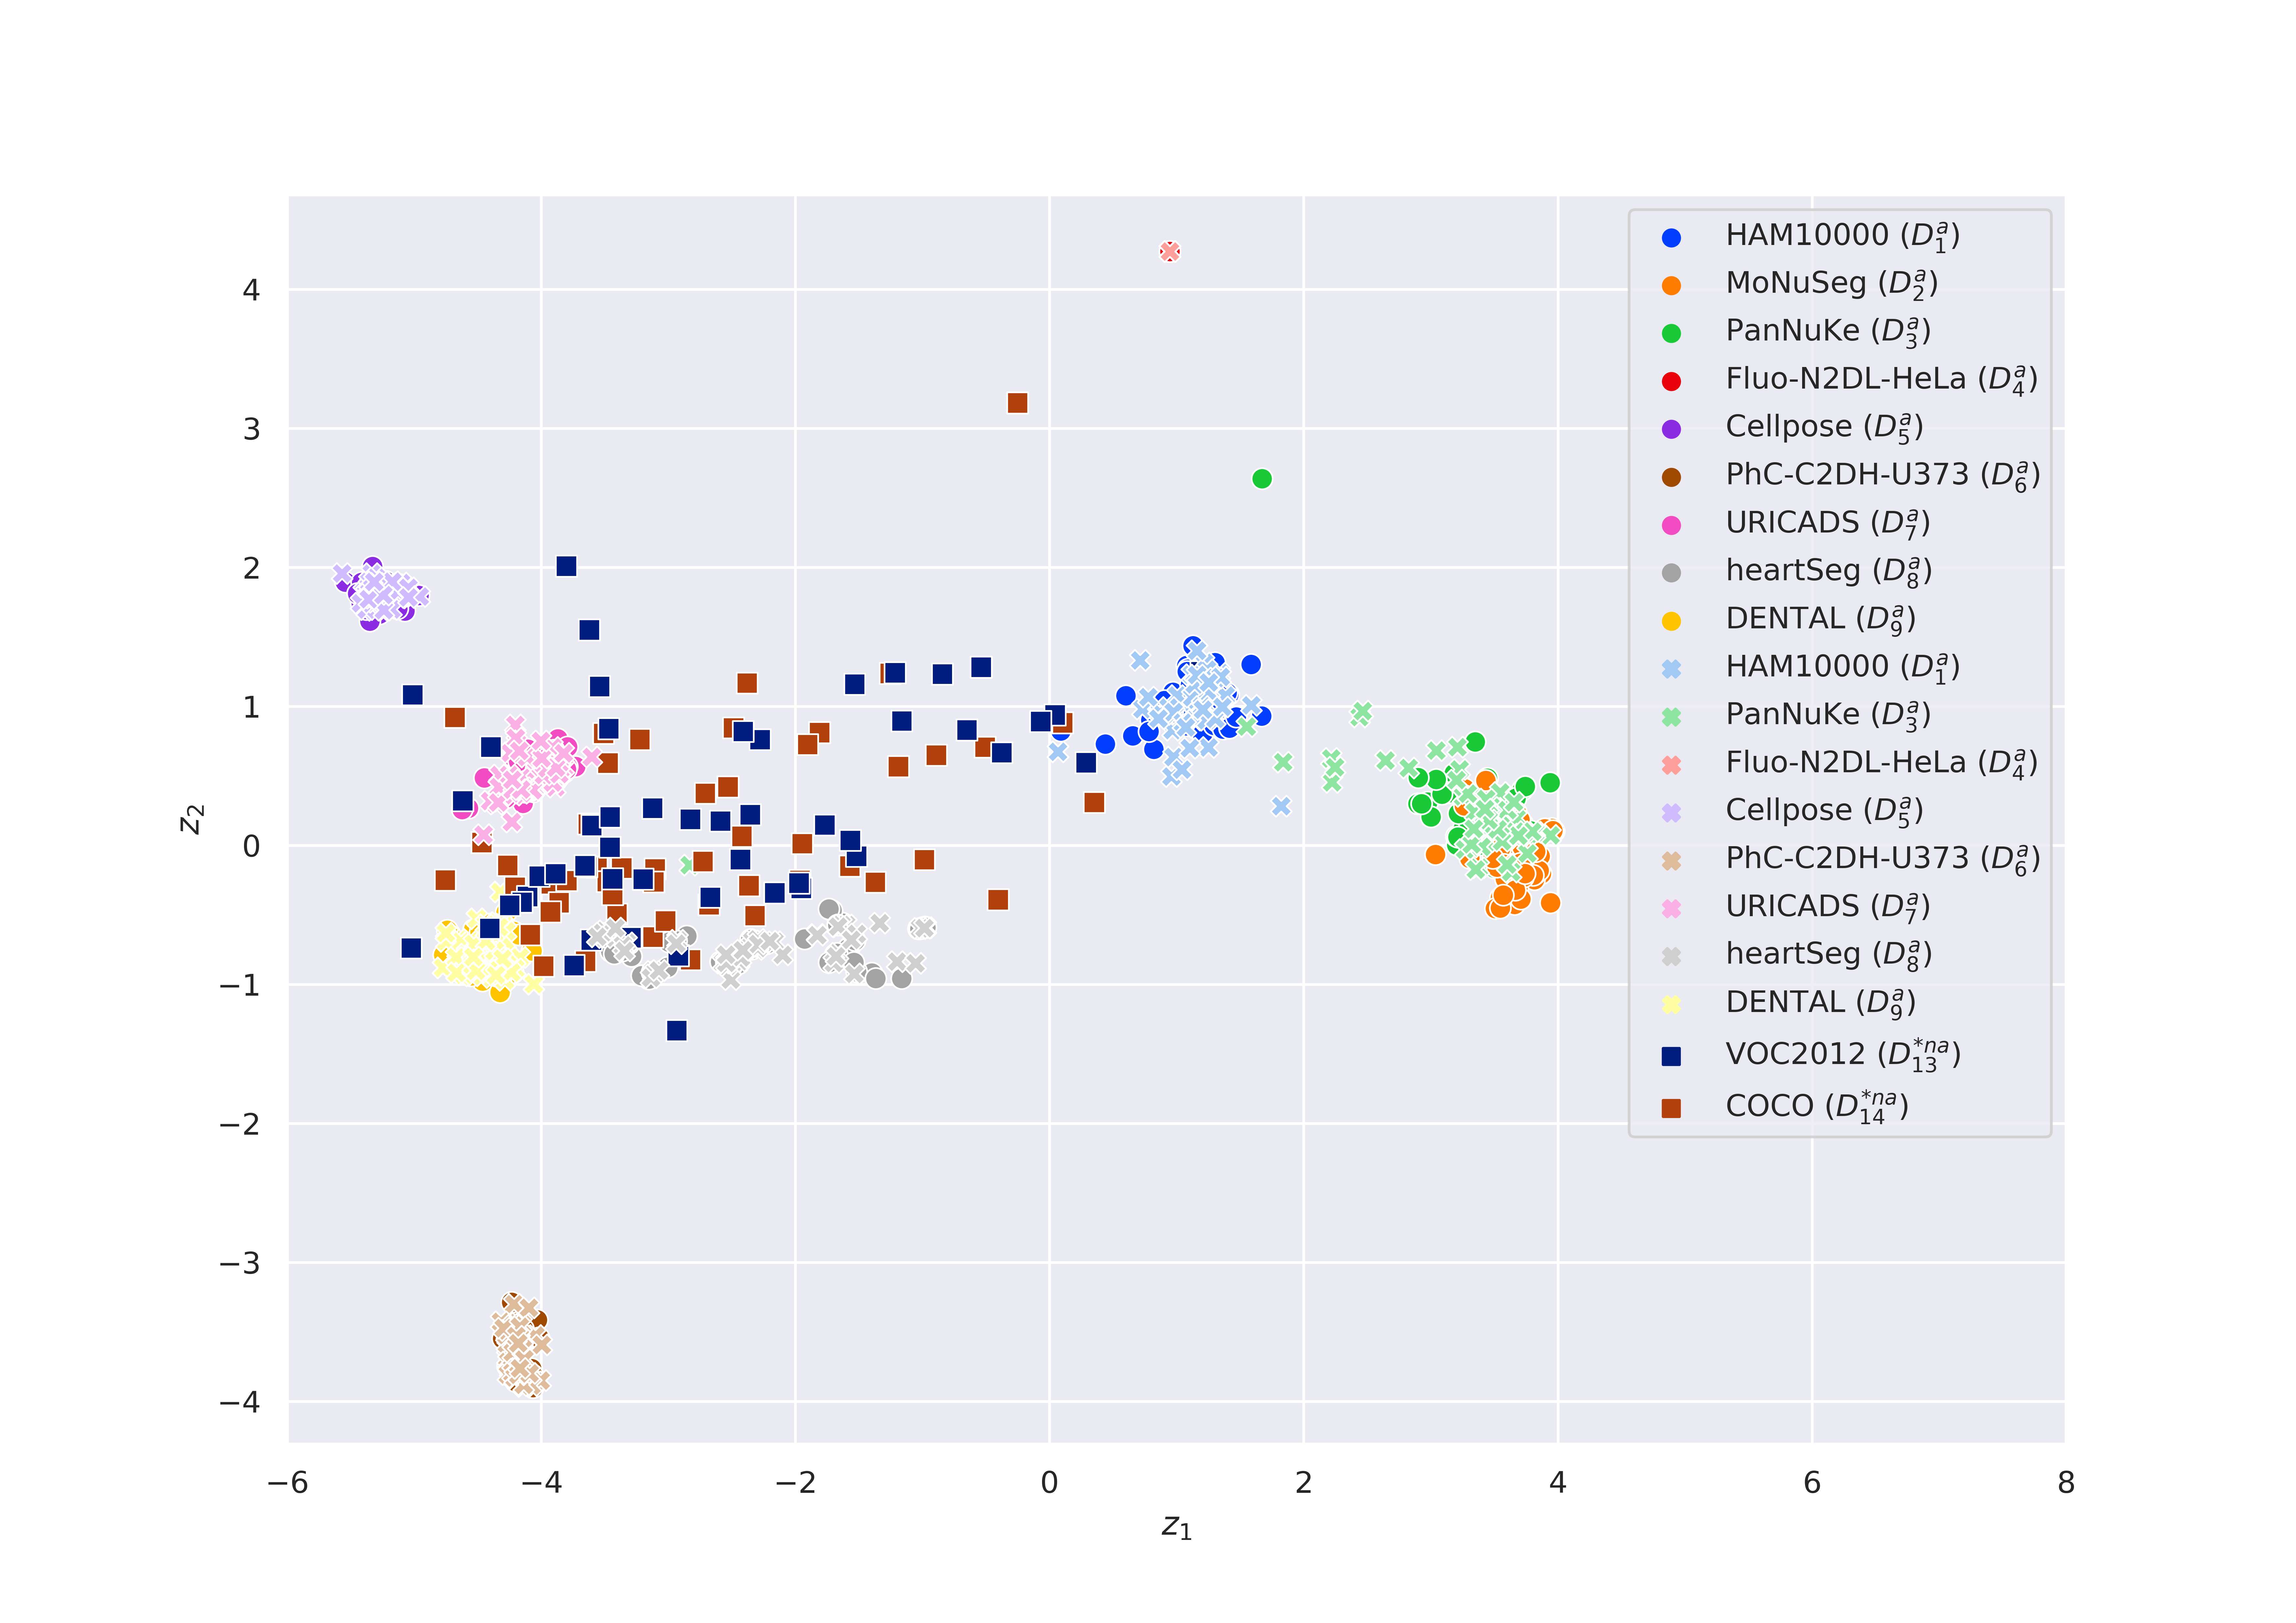 4
3
2
1
0
−1
−2
−3
−4
z₂
−6 −4 −2 0 2 4 6 8
z₁
HAM10000 (D₁ᵃ)
MoNuSeg (D₂ᵃ)
PanNuKe (D₃ᵃ)
Fluo-N2DL-HeLa (D₄ᵃ)
Cellpose (D₅ᵃ)
PhC-C2DH-U373 (D₆ᵃ)
URICADS (D₇ᵃ)
heartSeg (D₈ᵃ)
DENTAL (D₉ᵃ)
HAM10000 (D₁ᵃ)
PanNuKe (D₃ᵃ)
Fluo-N2DL-HeLa (D₄ᵃ)
Cellpose (D₅ᵃ)
PhC-C2DH-U373 (D₆ᵃ)
URICADS (D₇ᵃ)
heartSeg (D₈ᵃ)
DENTAL (D₉ᵃ)
VOC2012 (D₁₃*ⁿᵃ)
COCO (D₁₄*ⁿᵃ)